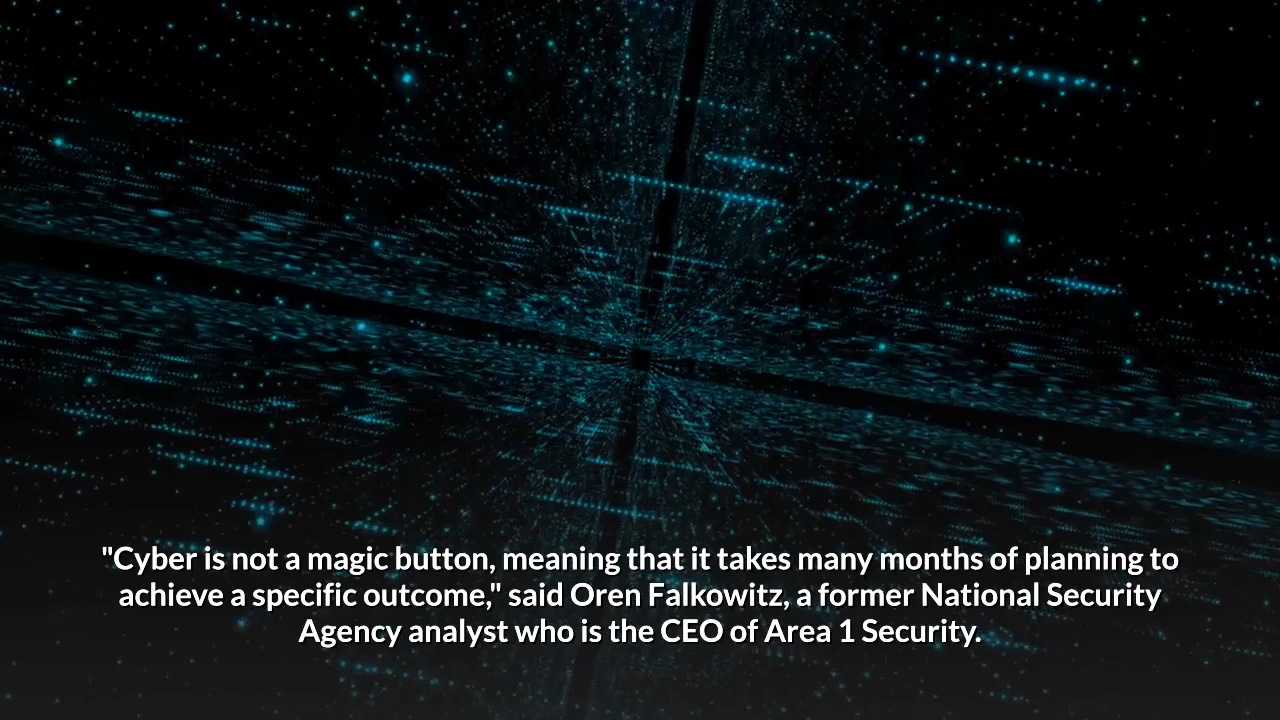 "Cyber is not a magic button, meaning that it takes many months of planning to
achieve a specific outcome," said Oren Falkowitz, a former National Security
Agency analyst who is the CEO of Area 1 Security.